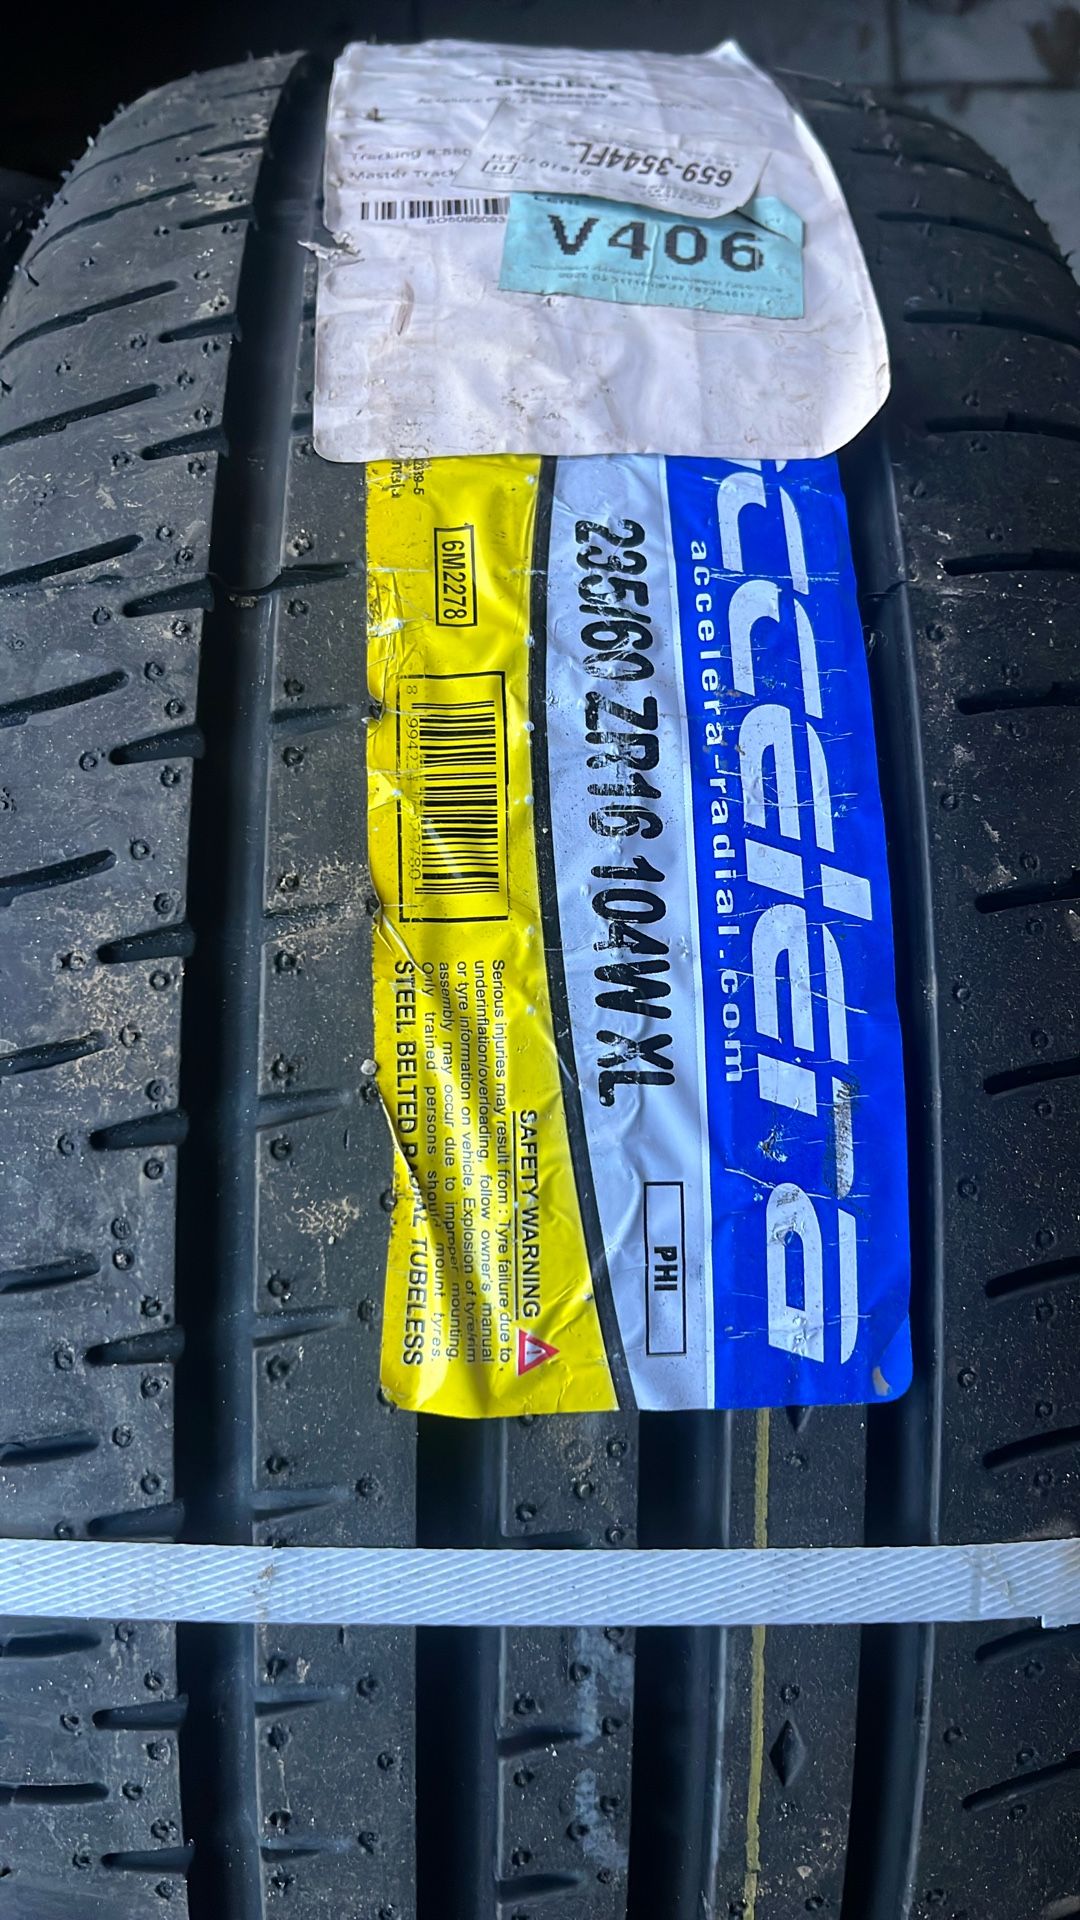 659-3544FL
Tracking #
Master Track
V406
6M2278
235/60 ZR16 104W XL
accelera
accelera-radial.com
PHI
SAFETY WARNING
Serious injuries may result from : Tyre failure due to
underinflation/overloading, follow owner's manual
or tyre information on vehicle. Explosion of tyre/rim
assembly may occur due to improper mounting.
Only trained persons should mount tyres.
STEEL BELTED RADIAL TUBELESS